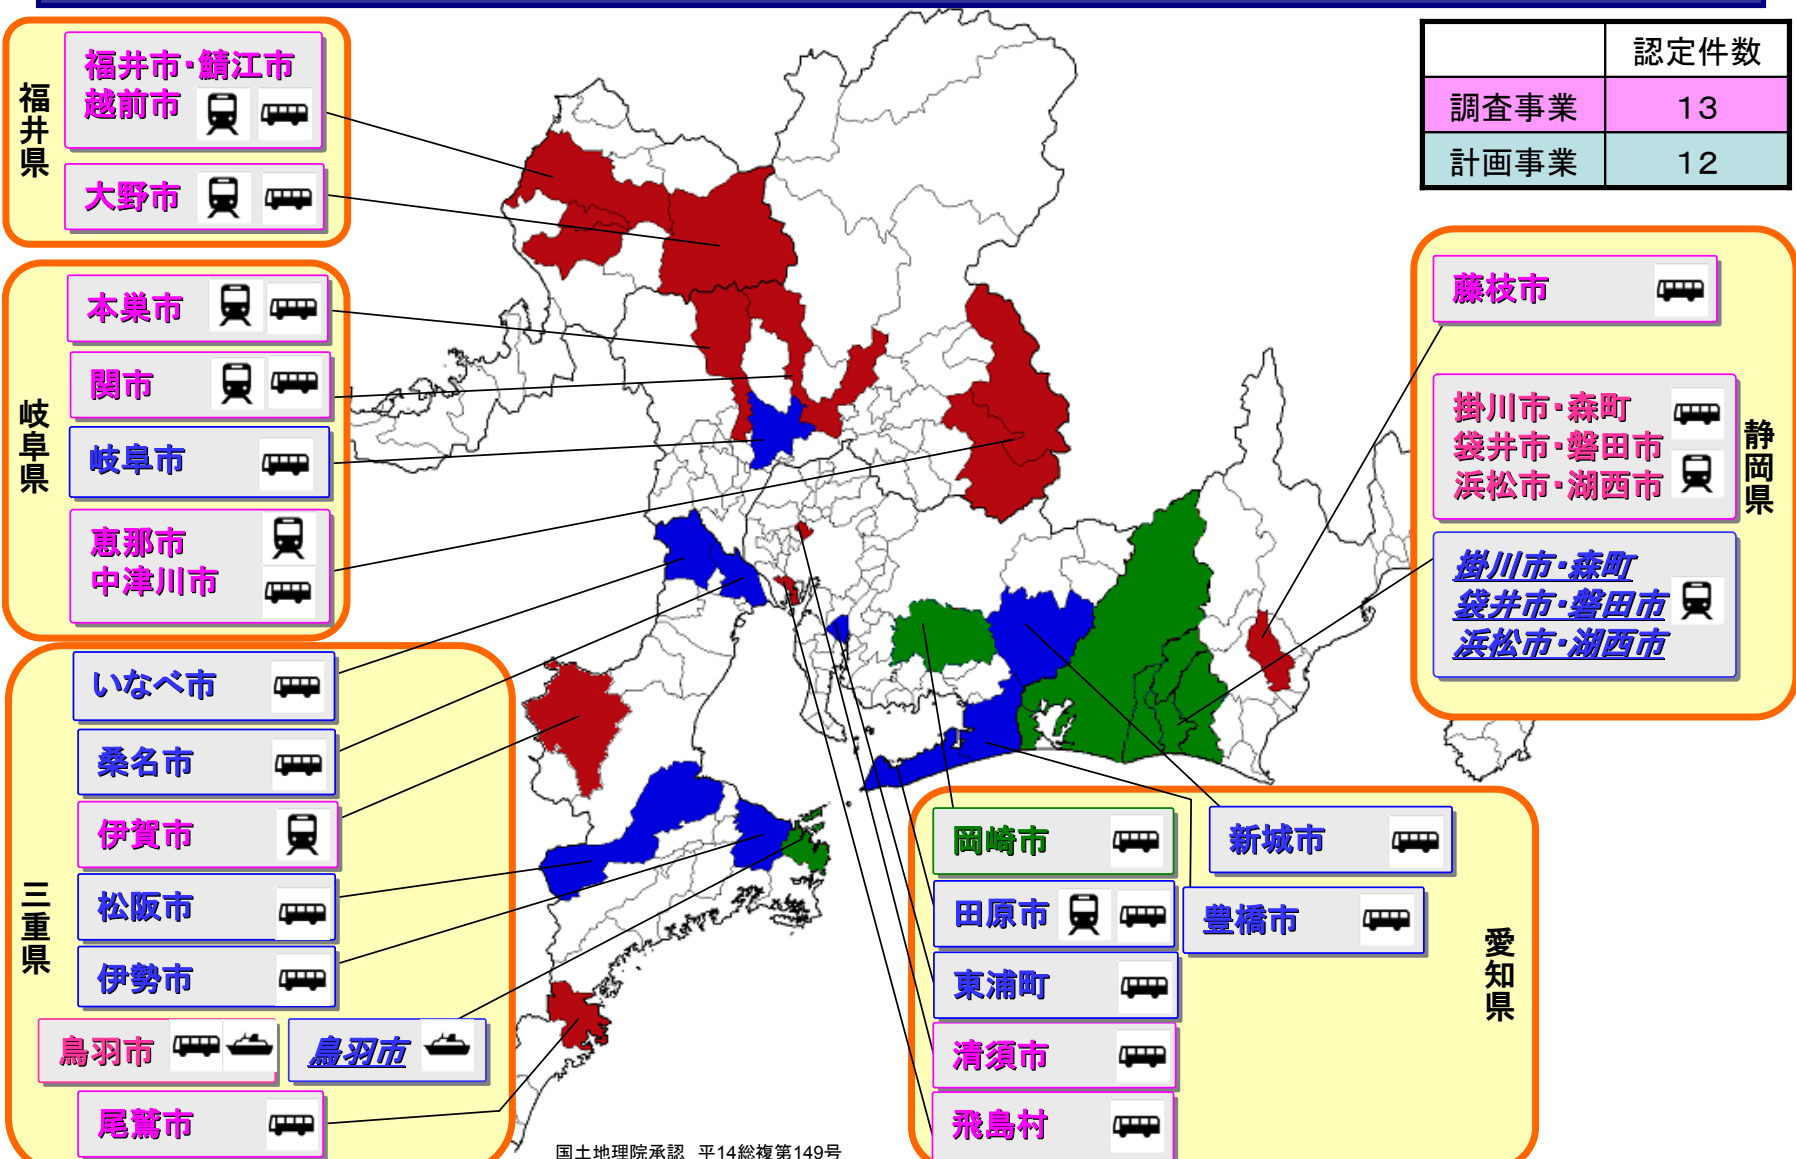 認定件数
調査事業 13
計画事業 12
福井県
福井市・鯖江市
越前市
大野市
岐阜県
本巣市
関市
岐阜市
恵那市
中津川市
三重県
いなべ市
桑名市
伊賀市
松阪市
伊勢市
鳥羽市
鳥羽市
尾鷲市
静岡県
藤枝市
掛川市・森町
袋井市・磐田市
浜松市・湖西市
掛川市・森町
袋井市・磐田市
浜松市・湖西市
愛知県
岡崎市
新城市
田原市
豊橋市
東浦町
清須市
飛島村
国土地理院承認 平14総複第149号